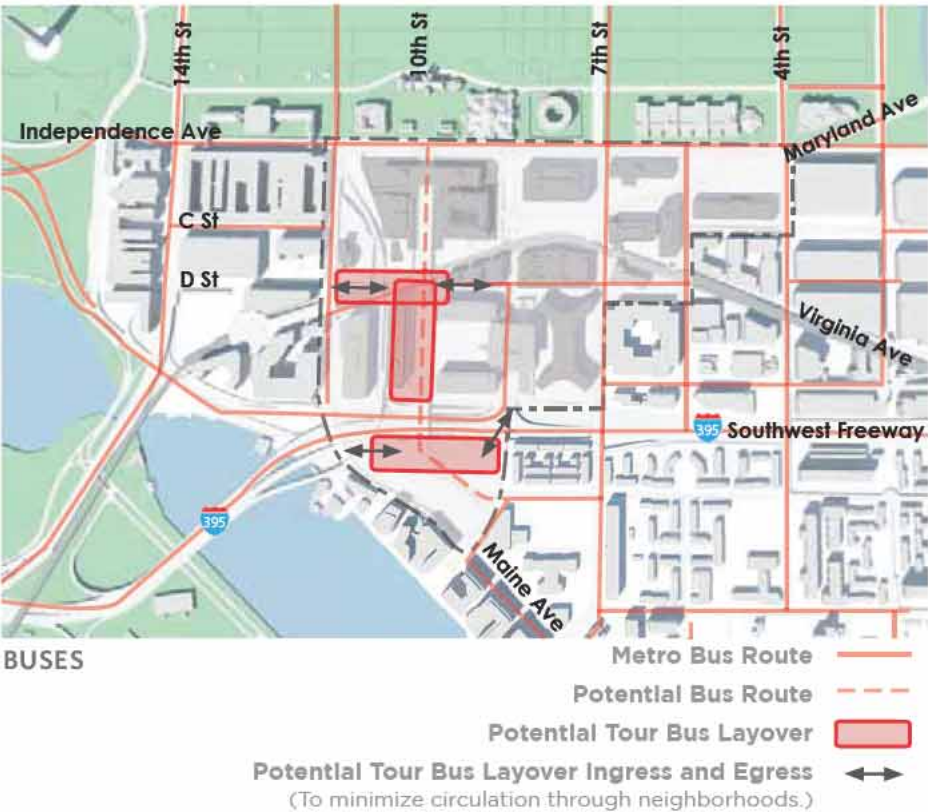 14th St
10th St
7th St
4th St
Independence Ave
Maryland Ave
C St
D St
Virginia Ave
395
Southwest Freeway
395
Maine Ave
BUSES
Metro Bus Route
Potential Bus Route
Potential Tour Bus Layover
Potential Tour Bus Layover Ingress and Egress
(To minimize circulation through neighborhoods.)